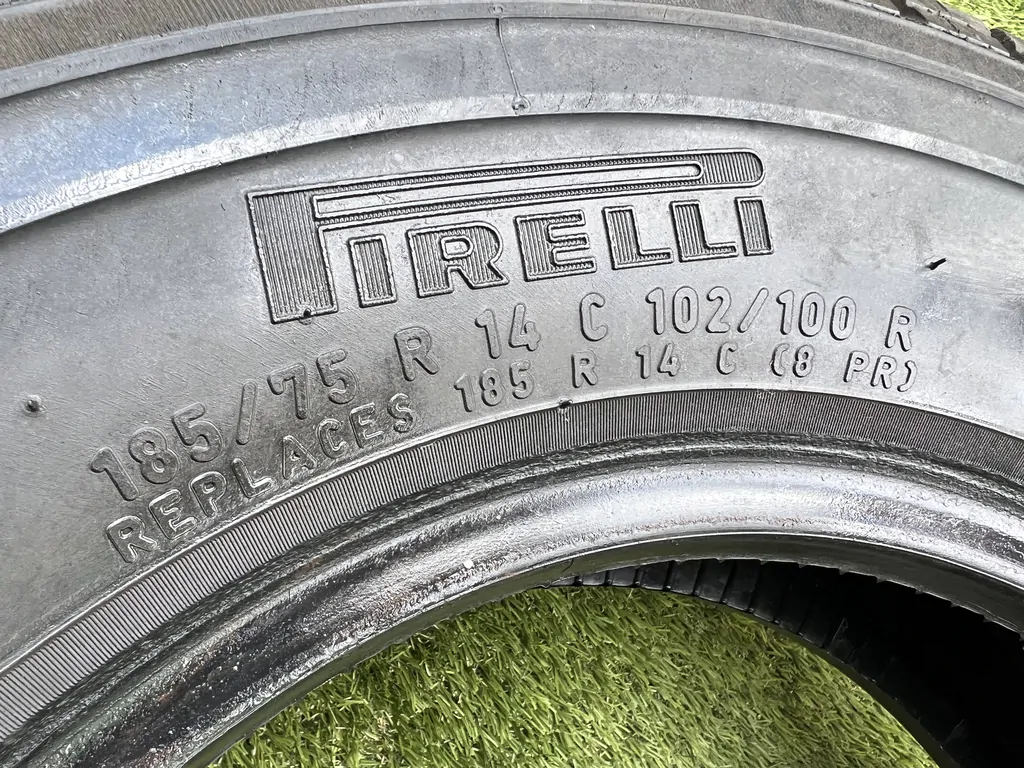 PIRELLI
185/75 R 14 C 102/100 R
REPLACES 185 R 14 C (8 PR)